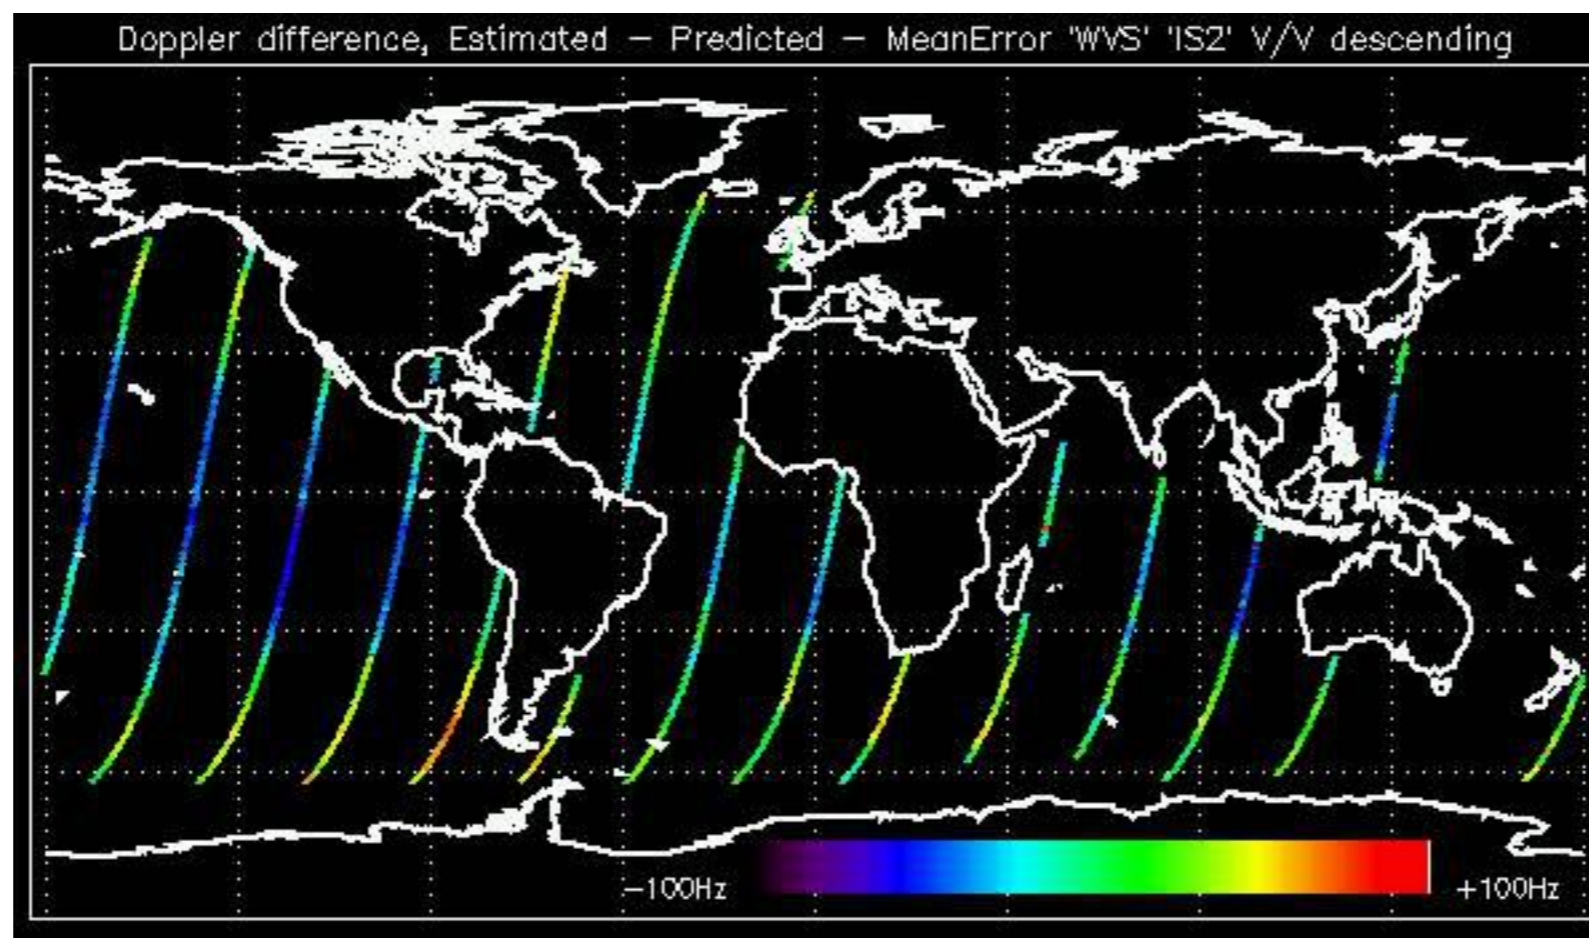 Doppler difference, Estimated – Predicted – MeanError 'WVS' 'IS2' V/V descending
–100Hz
+100Hz